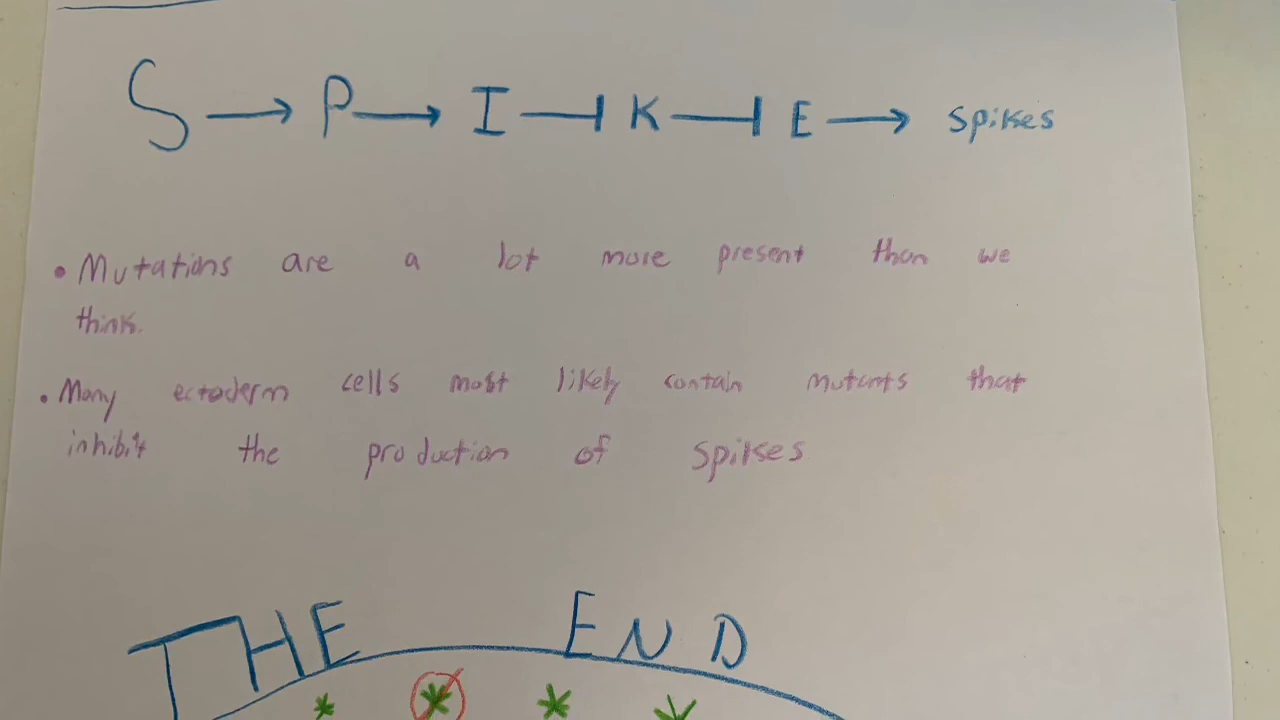 S → P → I ⊣ K ⊣ E → spikes
• Mutations are a lot more present than we
think.
• Many ectoderm cells most likely contain mutants that
inhibit the production of spikes
THE END